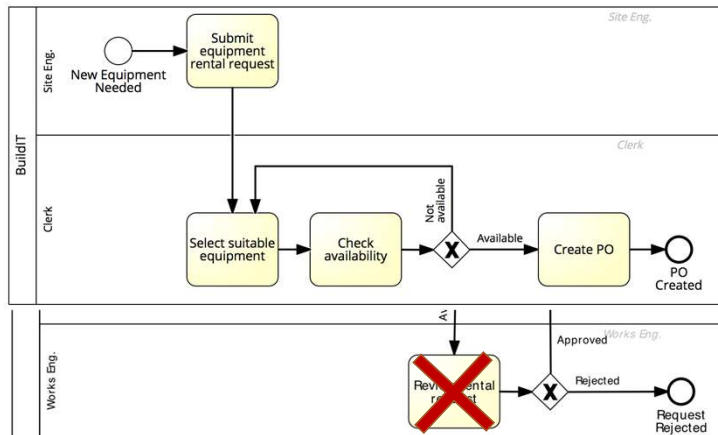 Site Eng.
Submit
equipment
rental request
New Equipment
Needed
Site Eng.
BuildIT
Clerk
Clerk
Not
available
Select suitable
equipment
Check
availability
X
Available
Create PO
PO
Created
Works Eng.
Works Eng.
Approved
X
Rejected
Request
Rejected